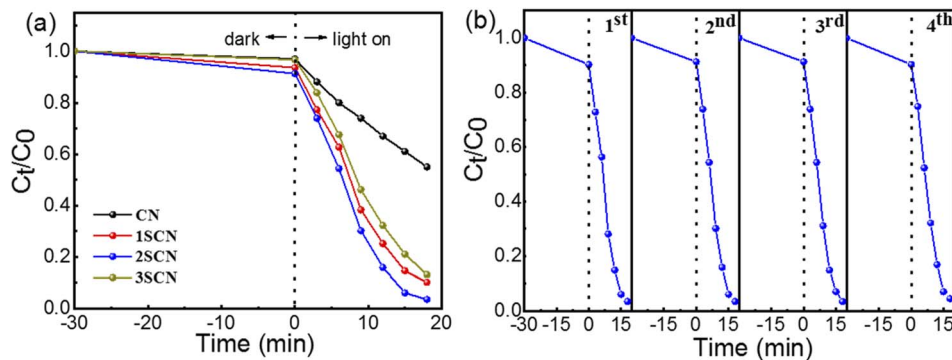 (a)
dark
light on
1.0
0.8
0.6
0.4
0.2
0.0
Ct/C0
CN
1SCN
2SCN
3SCN
-30
-20
-10
0
10
20
Time (min)
(b)
1st
2nd
3rd
4th
1.0
0.8
0.6
0.4
0.2
0.0
Ct/C0
-30 -15 0 15
-15 0 15
-15 0 15
-15 0 15
Time (min)